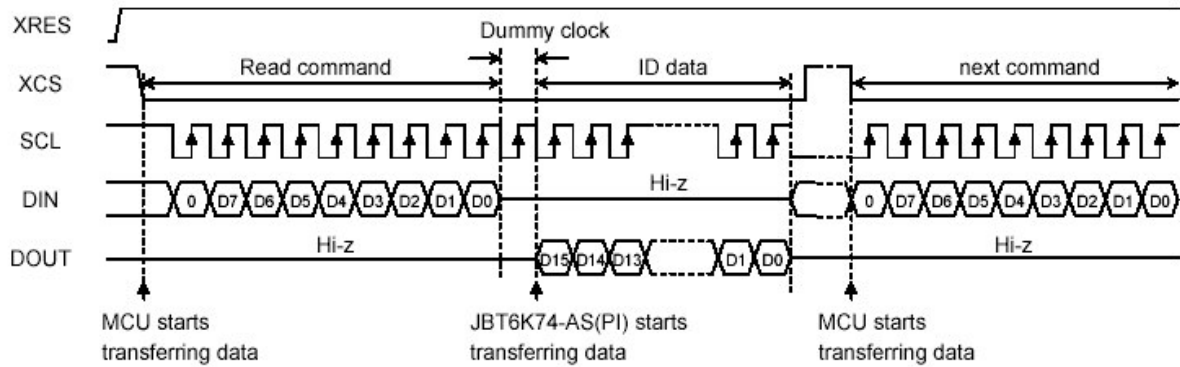 XRES
Dummy clock
Read command
ID data
next command
XCS
SCL
Hi-z
DIN
0 D7 D6 D5 D4 D3 D2 D1 D0
0 D7 D6 D5 D4 D3 D2 D1 D0
Hi-z
Hi-z
DOUT
D15 D14 D13 D1 D0
MCU starts
transferring data
JBT6K74-AS(PI) starts
transferring data
MCU starts
transferring data